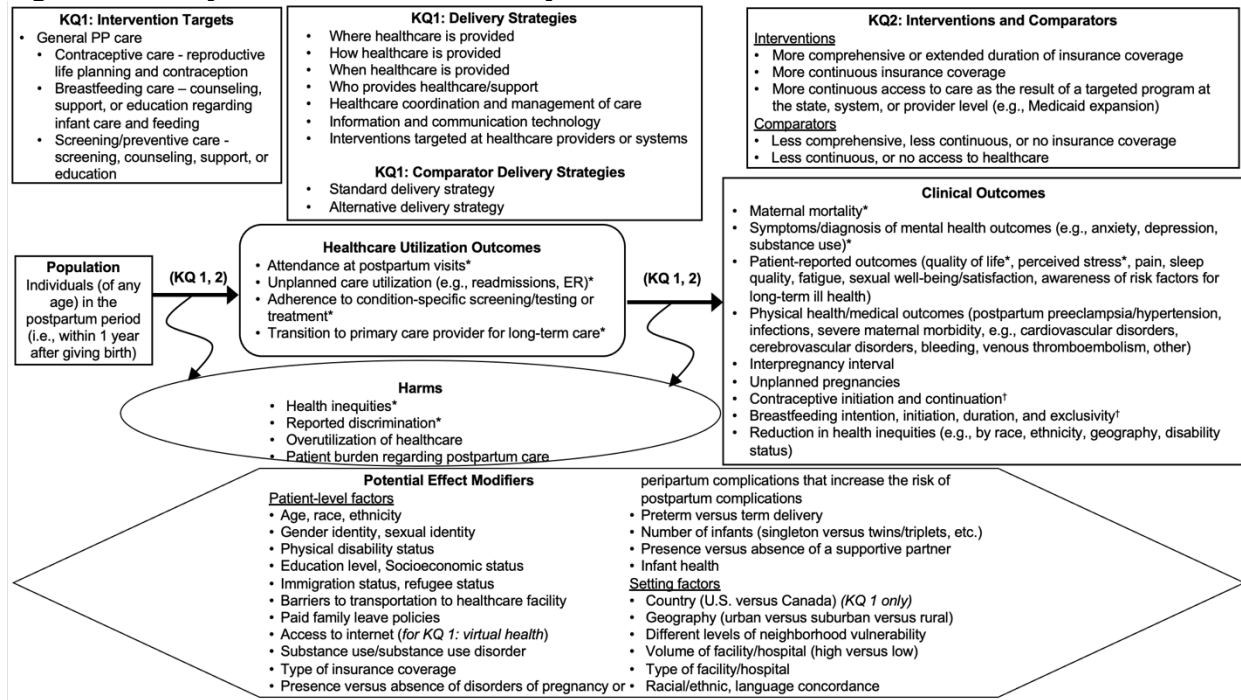 KQ1: Intervention Targets
• General PP care
• Contraceptive care - reproductive
life planning and contraception
• Breastfeeding care – counseling,
support, or education regarding
infant care and feeding
• Screening/preventive care -
screening, counseling, support, or
education
KQ1: Delivery Strategies
• Where healthcare is provided
• How healthcare is provided
• When healthcare is provided
• Who provides healthcare/support
• Healthcare coordination and management of care
• Information and communication technology
• Interventions targeted at healthcare providers or systems
KQ1: Comparator Delivery Strategies
• Standard delivery strategy
• Alternative delivery strategy
KQ2: Interventions and Comparators
Interventions
• More comprehensive or extended duration of insurance coverage
• More continuous insurance coverage
• More continuous access to care as the result of a targeted program at
the state, system, or provider level (e.g., Medicaid expansion)
Comparators
• Less comprehensive, less continuous, or no insurance coverage
• Less continuous, or no access to healthcare
Population
Individuals (of any
age) in the
postpartum period
(i.e., within 1 year
after giving birth)
(KQ 1, 2)
Healthcare Utilization Outcomes
• Attendance at postpartum visits*
• Unplanned care utilization (e.g., readmissions, ER)*
• Adherence to condition-specific screening/testing or
treatment*
• Transition to primary care provider for long-term care*
(KQ 1, 2)
Clinical Outcomes
• Maternal mortality*
• Symptoms/diagnosis of mental health outcomes (e.g., anxiety, depression,
substance use)*
• Patient-reported outcomes (quality of life*, perceived stress*, pain, sleep
quality, fatigue, sexual well-being/satisfaction, awareness of risk factors for
long-term ill health)
• Physical health/medical outcomes (postpartum preeclampsia/hypertension,
infections, severe maternal morbidity, e.g., cardiovascular disorders,
cerebrovascular disorders, bleeding, venous thromboembolism, other)
• Interpregnancy interval
• Unplanned pregnancies
• Contraceptive initiation and continuation†
• Breastfeeding intention, initiation, duration, and exclusivity†
• Reduction in health inequities (e.g., by race, ethnicity, geography, disability
status)
Harms
• Health inequities*
• Reported discrimination*
• Overutilization of healthcare
• Patient burden regarding postpartum care
Potential Effect Modifiers
Patient-level factors
• Age, race, ethnicity
• Gender identity, sexual identity
• Physical disability status
• Education level, Socioeconomic status
• Immigration status, refugee status
• Barriers to transportation to healthcare facility
• Paid family leave policies
• Access to internet (for KQ 1: virtual health)
• Substance use/substance use disorder
• Type of insurance coverage
• Presence versus absence of disorders of pregnancy or
peripartum complications that increase the risk of
postpartum complications
• Preterm versus term delivery
• Number of infants (singleton versus twins/triplets, etc.)
• Presence versus absence of a supportive partner
• Infant health
Setting factors
• Country (U.S. versus Canada) (KQ 1 only)
• Geography (urban versus suburban versus rural)
• Different levels of neighborhood vulnerability
• Volume of facility/hospital (high versus low)
• Type of facility/hospital
• Racial/ethnic, language concordance